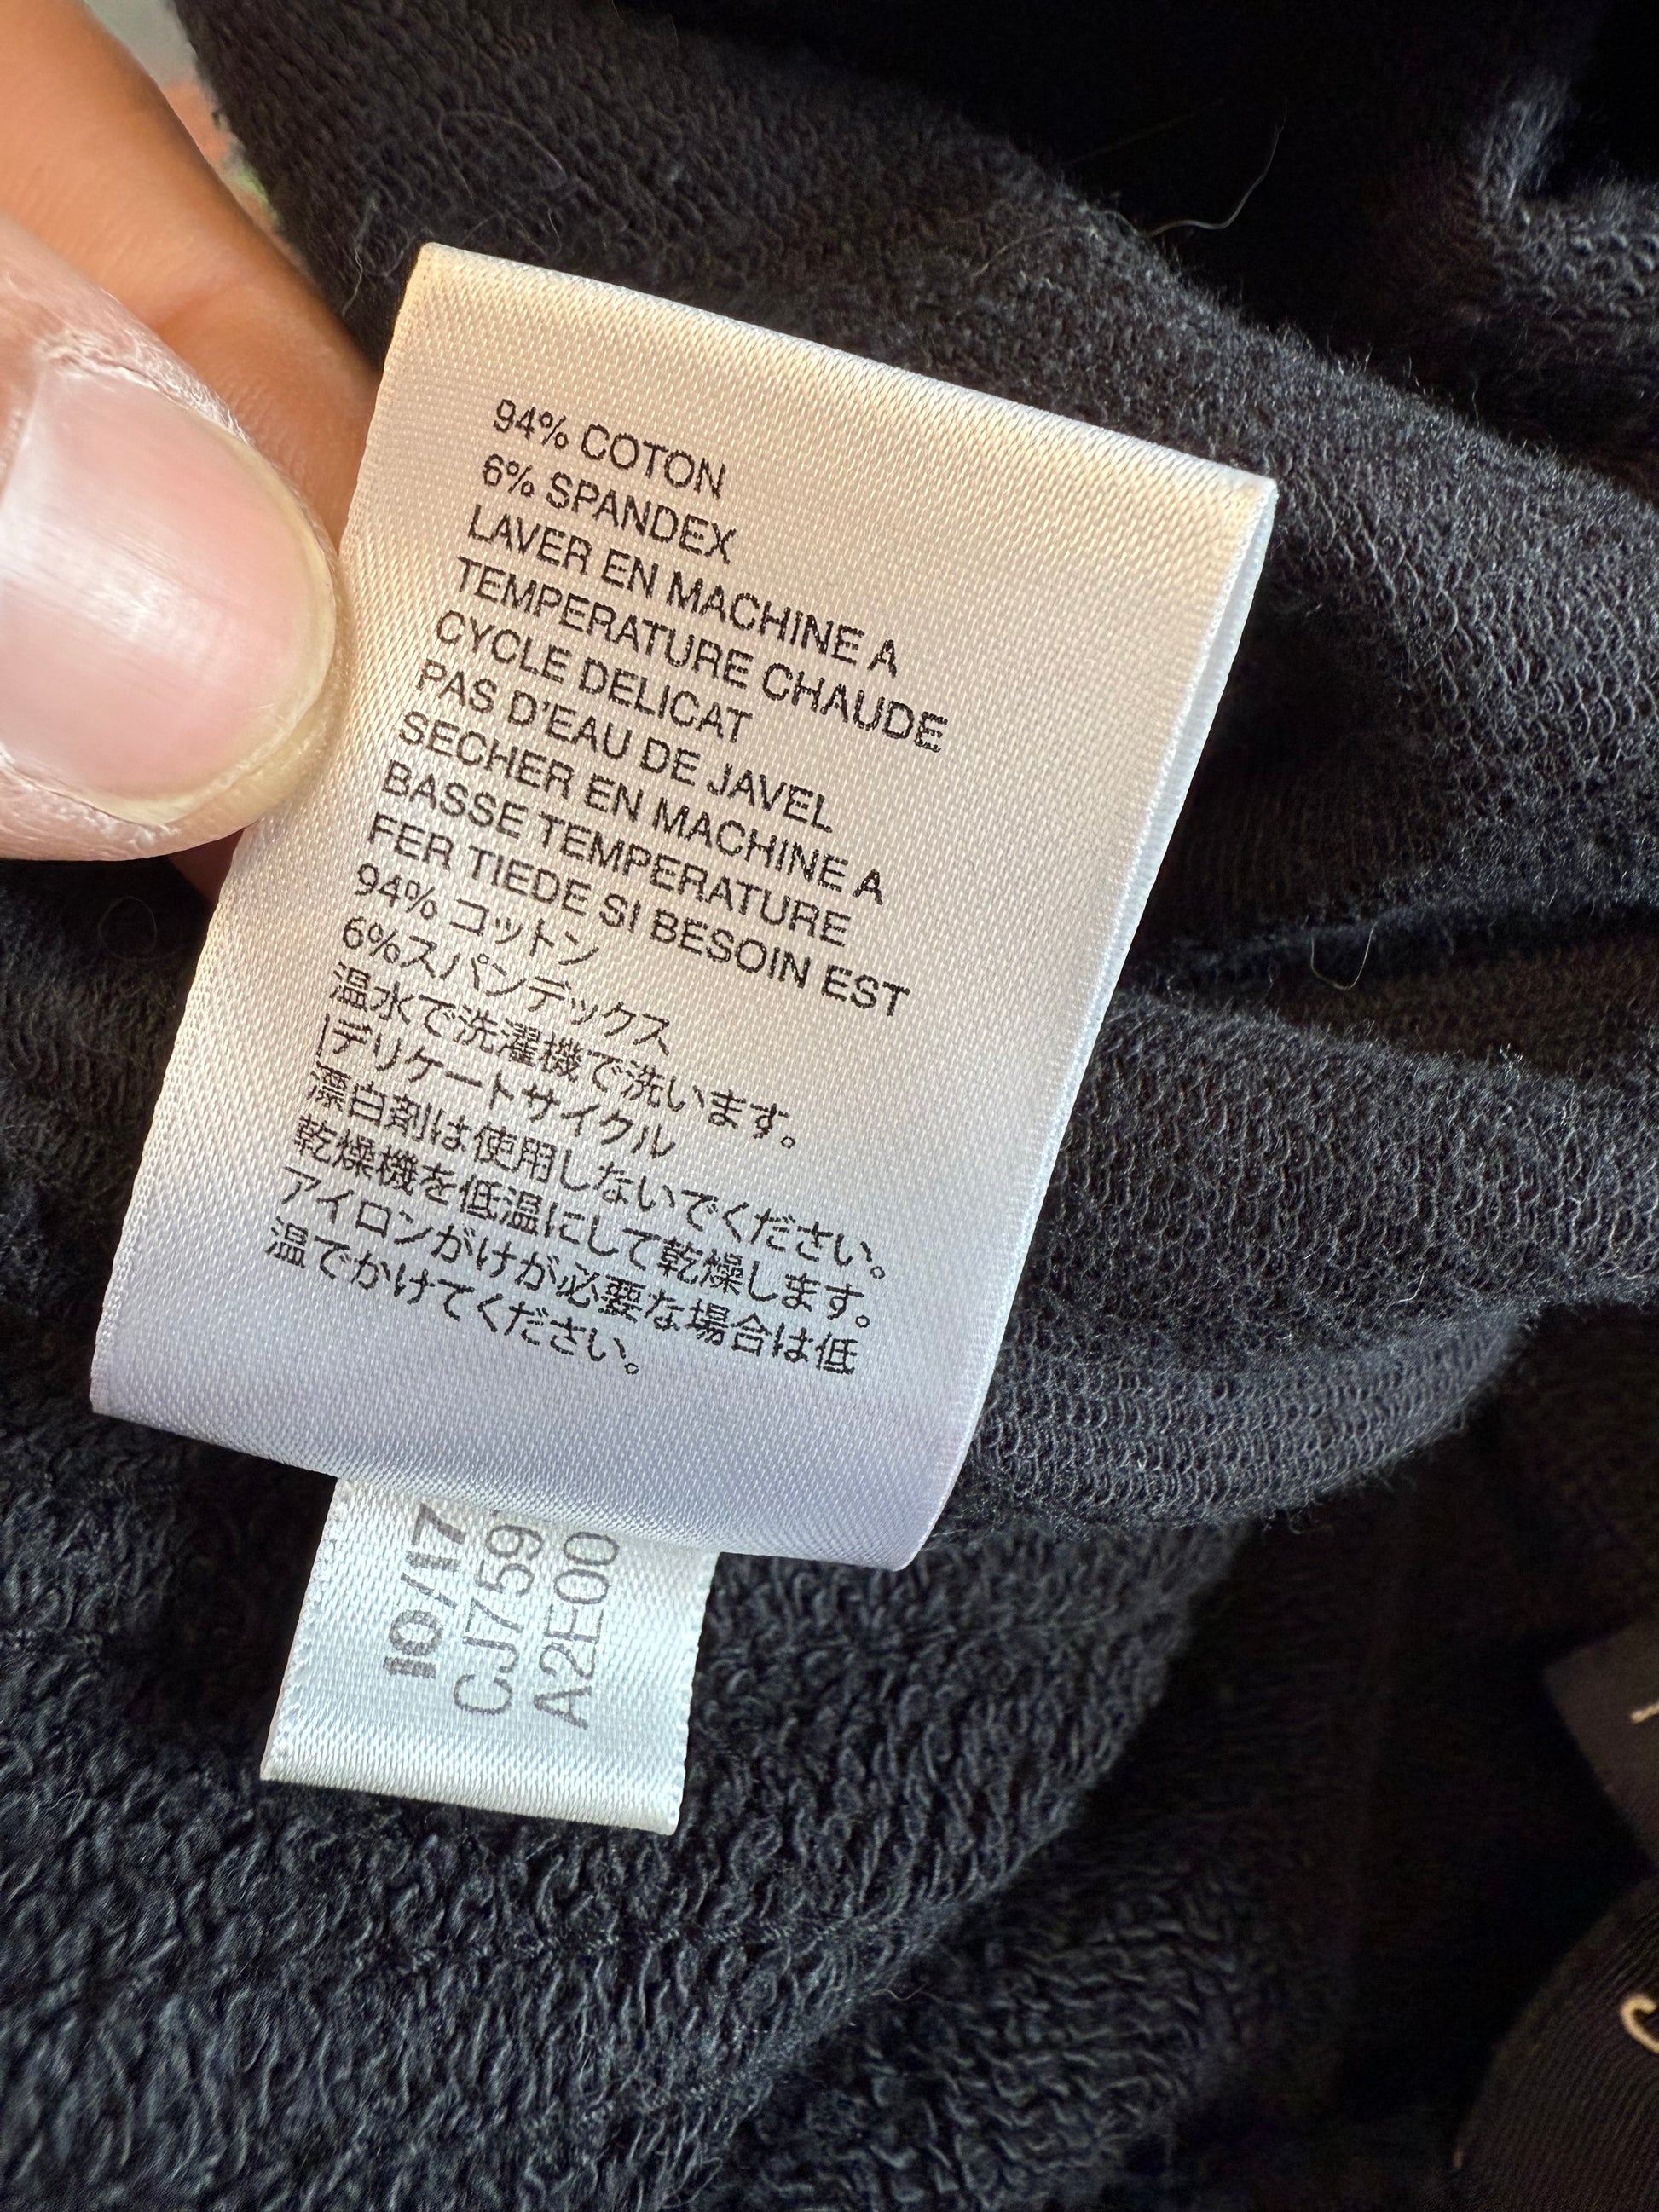 94% COTON
6% SPANDEX
LAVER EN MACHINE A
TEMPERATURE CHAUDE
CYCLE DELICAT
PAS D'EAU DE JAVEL
SECHER EN MACHINE A
BASSE TEMPERATURE
FER TIEDE SI BESOIN EST
94% コットン
6%スパンデックス
温水で洗濯機で洗います。
|デリケートサイクル
漂白剤は使用しないでください。
乾燥機を低温にして乾燥します。
アイロンがけが必要な場合は低
温でかけてください。
10/17
CJ759
A2E00